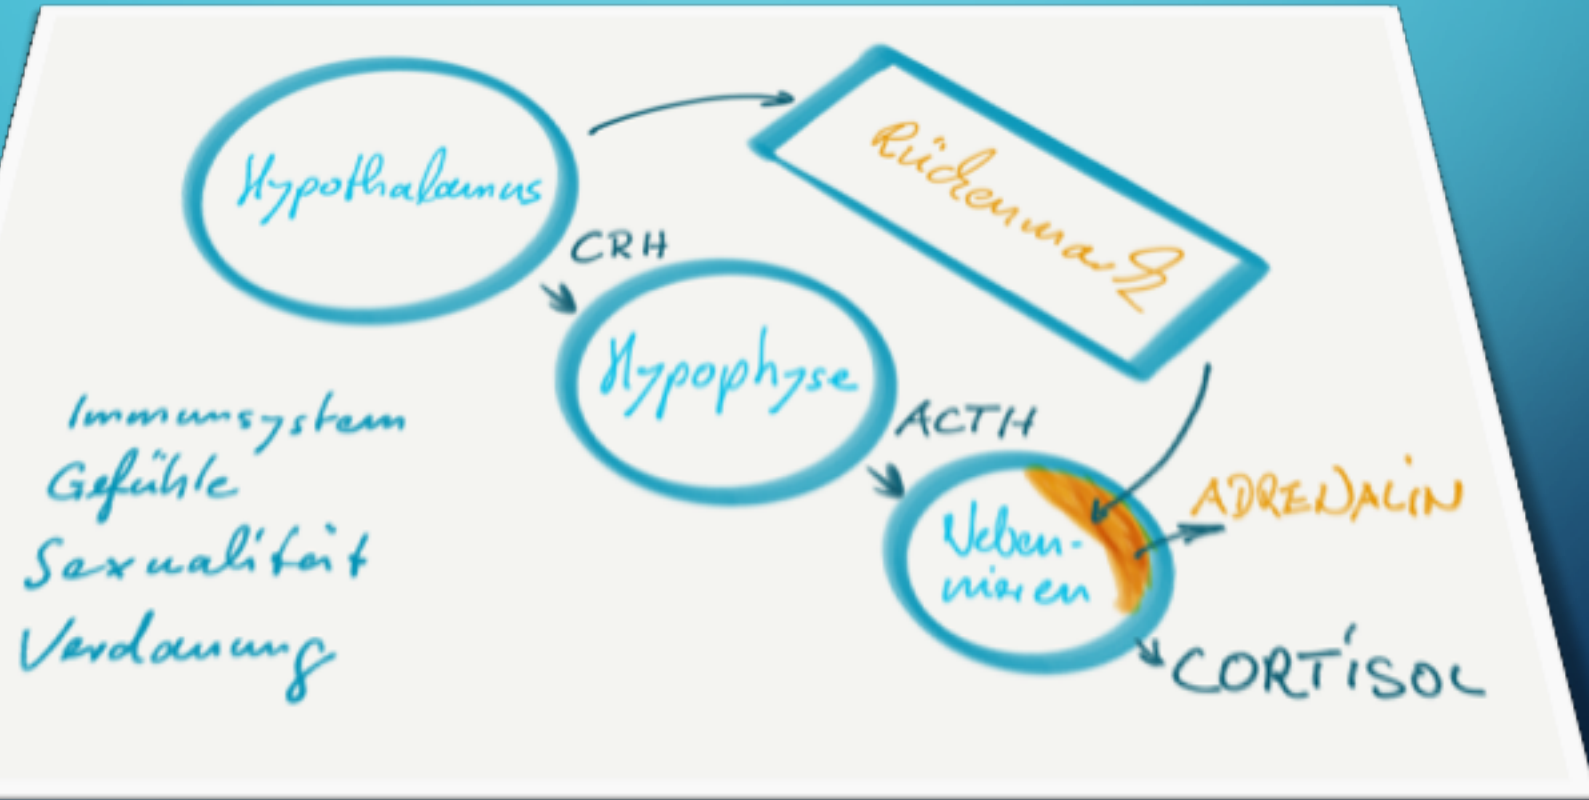 Hypothalamus
Rückenmark
CRH
Hypophyse
ACTH
Neben-
nieren
ADRENALIN
CORTISOL
Immunsystem
Gefühle
Sexualität
Verdauung